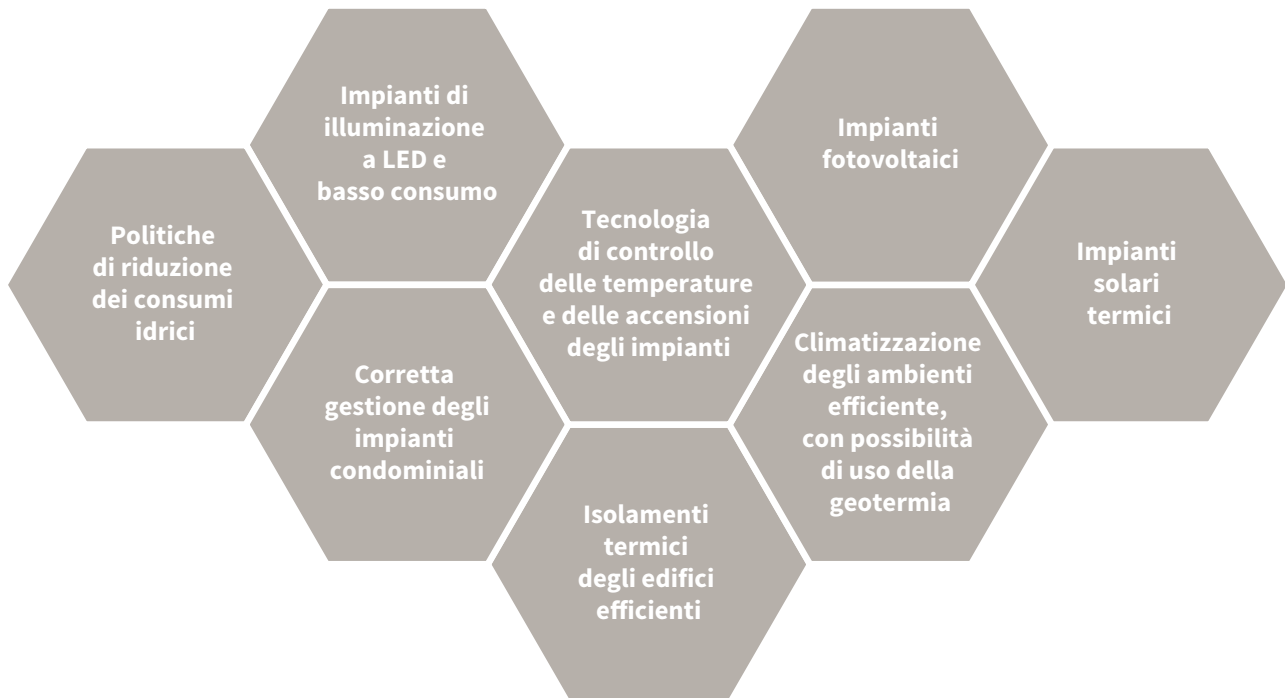 Impianti di
illuminazione
a LED e
basso consumo
Impianti
fotovoltaici
Politiche
di riduzione
dei consumi
idrici
Tecnologia
di controllo
delle temperature
e delle accensioni
degli impianti
Impianti
solari
termici
Corretta
gestione degli
impianti
condominiali
Climatizzazione
degli ambienti
efficiente,
con possibilità
di uso della
geotermia
Isolamenti
termici
degli edifici
efficienti